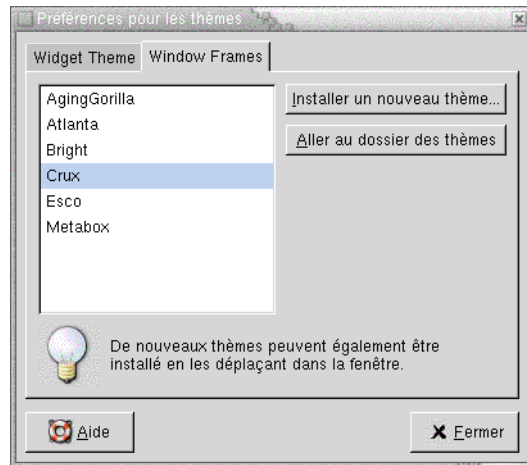 Préférences pour les thèmes
Widget Theme
Window Frames
AgingGorilla
Atlanta
Bright
Crux
Esco
Metabox
Installer un nouveau thème...
Aller au dossier des thèmes
De nouveaux thèmes peuvent également être
installé en les déplaçant dans la fenêtre.
Aide
Fermer